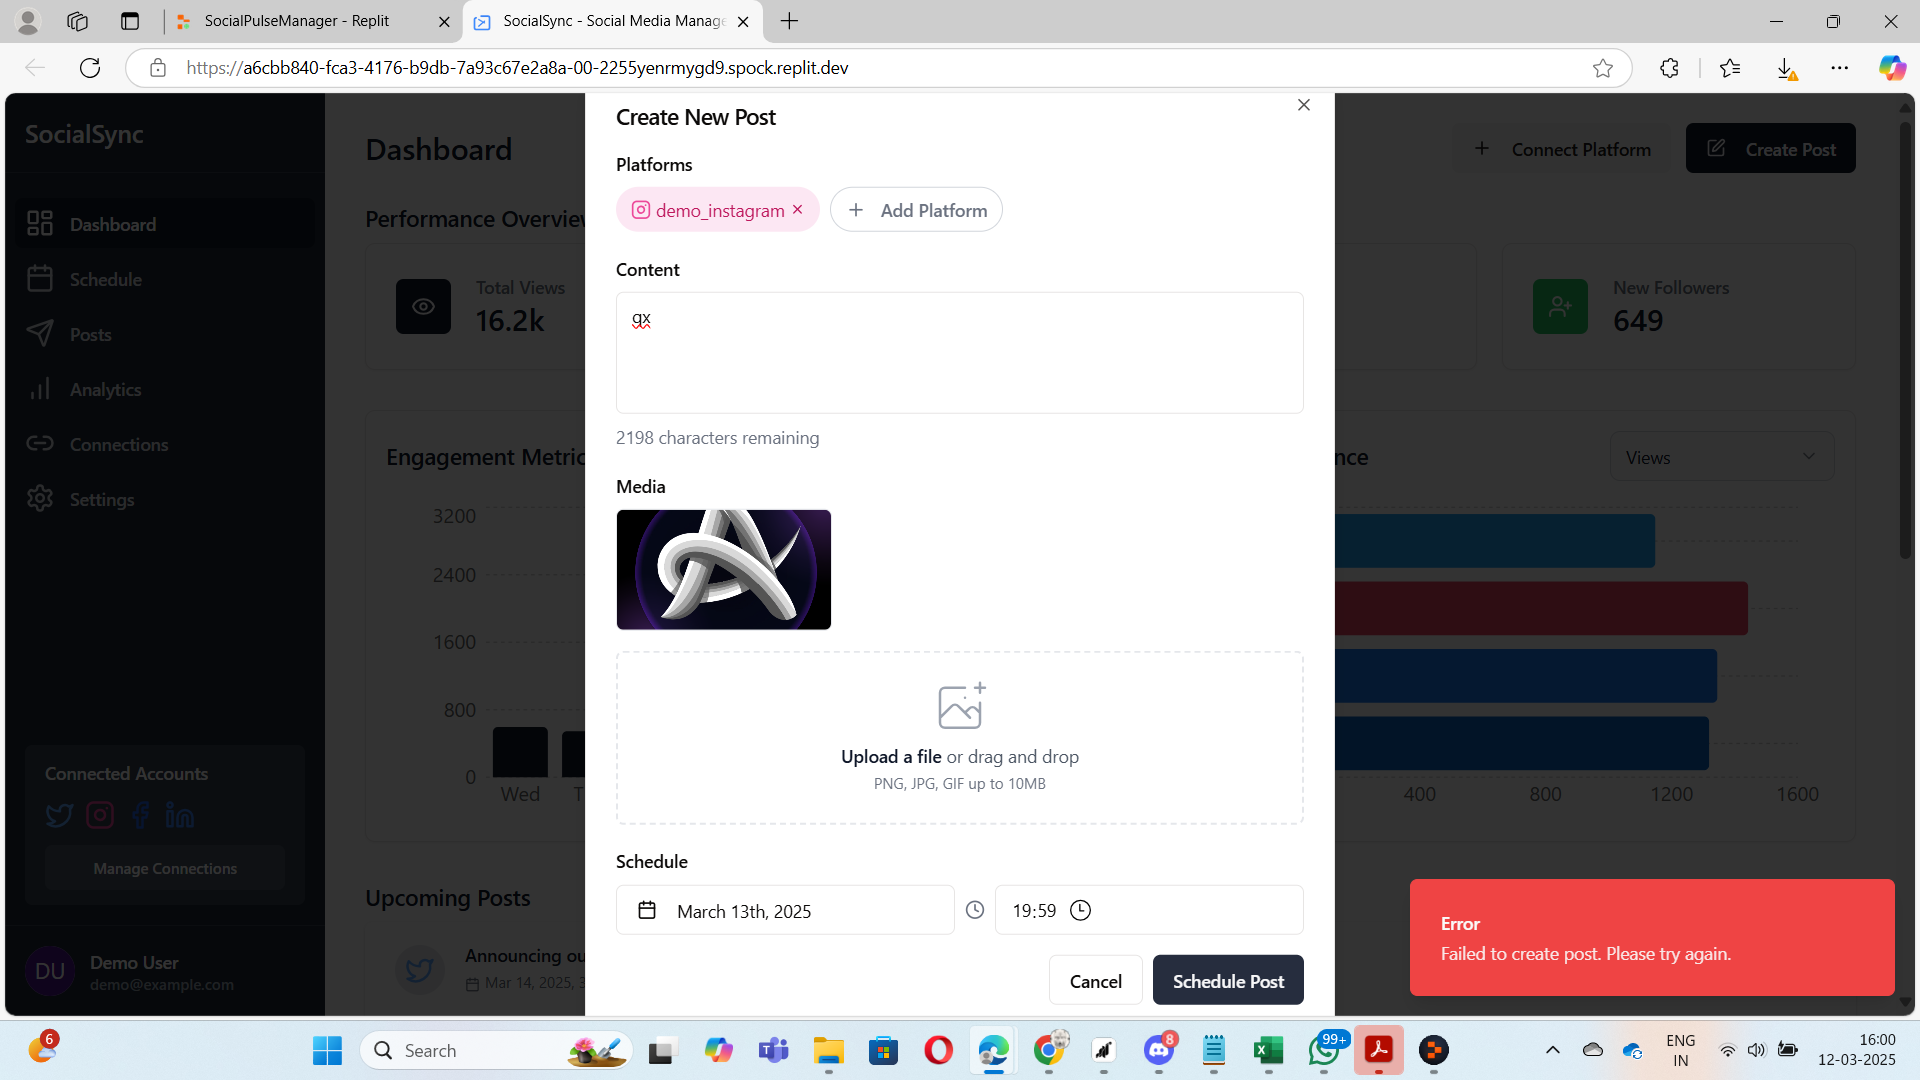 SocialPulseManager - Replit
SocialSync - Social Media Manage
https://a6cbb840-fca3-4176-b9db-7a93c67e2a8a-00-2255yenrmygd9.spock.replit.dev
SocialSync
Dashboard
Schedule
Posts
Analytics
Connections
Settings
Connected Accounts
Manage Connections
DU
Demo User
demo@example.com
Dashboard
Connect Platform
Create Post
Performance Overview
Total Views
16.2k
New Followers
649
Engagement Metric
nce
Views
3200
2400
1600
800
0
Wed
T
400
800
1200
1600
Upcoming Posts
Announcing ou
Mar 14, 2025, 3
Create New Post
Platforms
demo_instagram
Add Platform
Content
gx
2198 characters remaining
Media
Upload a file or drag and drop
PNG, JPG, GIF up to 10MB
Schedule
March 13th, 2025
19:59
Cancel
Schedule Post
Error
Failed to create post. Please try again.
6
Search
8
99+
ENG
IN
16:00
12-03-2025